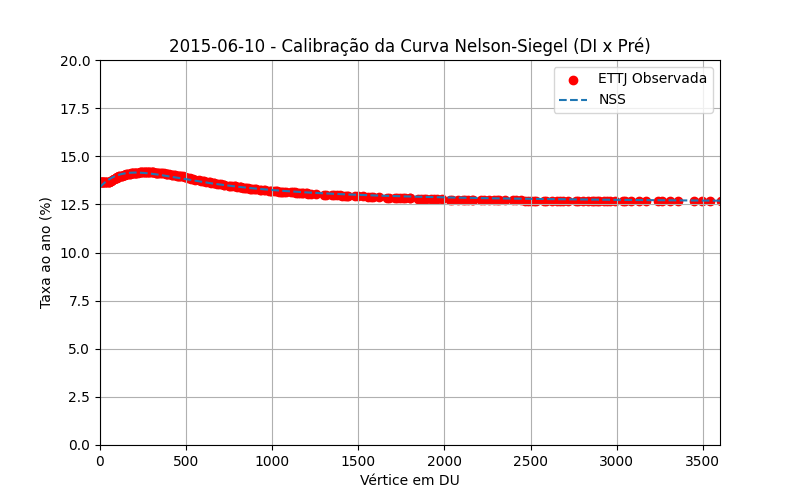 2015-06-10 - Calibração da Curva Nelson-Siegel (DI x Pré)
ETTJ Observada
NSS
Taxa ao ano (%)
20.0
17.5
15.0
12.5
10.0
7.5
5.0
2.5
0.0
0 500 1000 1500 2000 2500 3000 3500
Vértice em DU